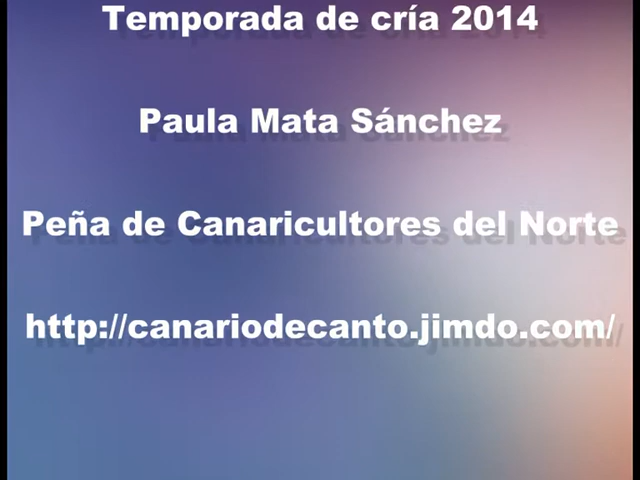 Temporada de cría 2014
Paula Mata Sánchez
Peña de Canaricultores del Norte
http://canariodecanto.jimdo.com/